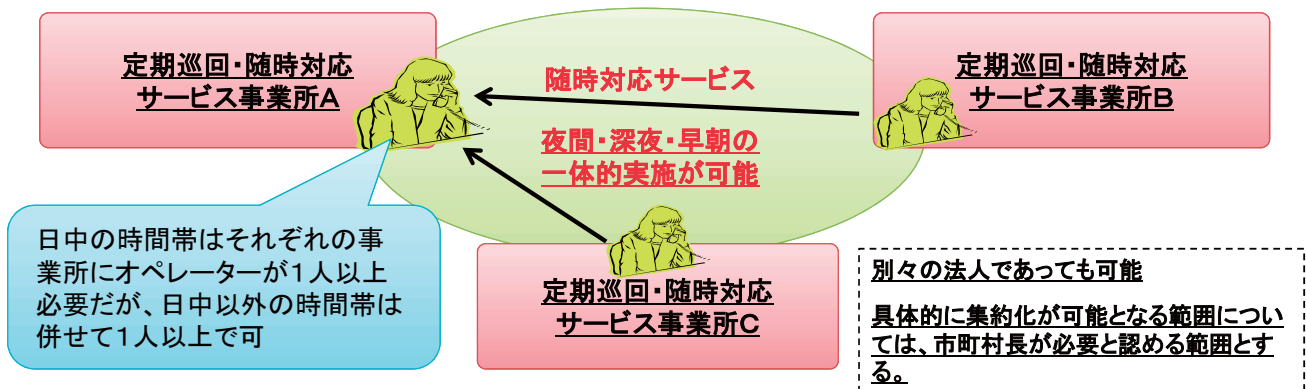 定期巡回・随時対応
サービス事業所A
随時対応サービス
夜間・深夜・早朝の
一体的実施が可能
定期巡回・随時対応
サービス事業所B
日中の時間帯はそれぞれの事
業所にオペレーターが1人以上
必要だが、日中以外の時間帯は
併せて1人以上で可
定期巡回・随時対応
サービス事業所C
別々の法人であっても可能
具体的に集約化が可能となる範囲につい
ては、市町村長が必要と認める範囲とす
る。